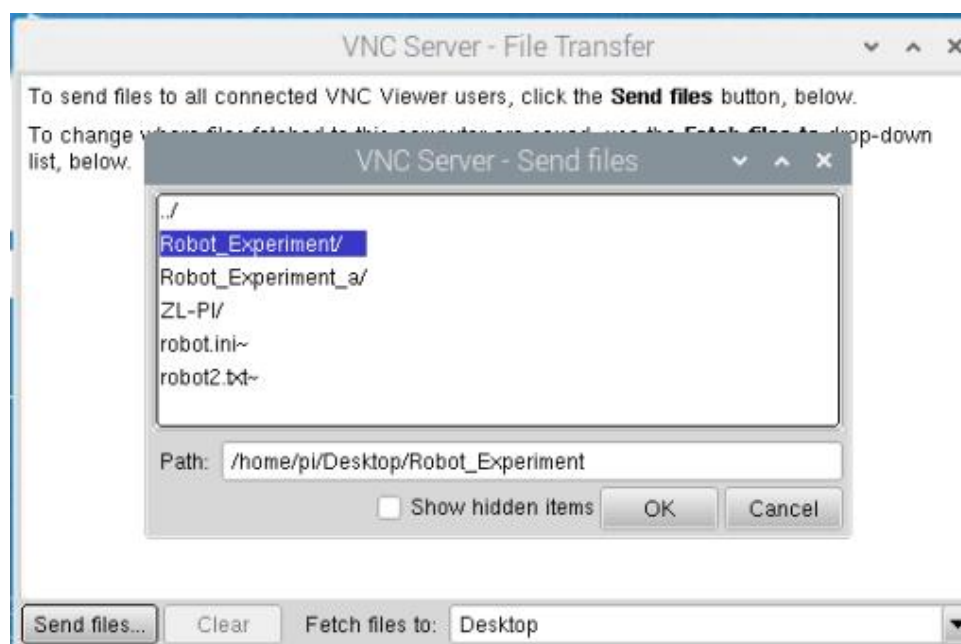 VNC Server - File Transfer
To send files to all connected VNC Viewer users, click the Send files button, below.
To change drop-down
list, below.
VNC Server - Send files
../
Robot_Experiment/
Robot_Experiment_a/
ZL-PI/
robot.ini~
robot2.txt~
Path: /home/pi/Desktop/Robot_Experiment
Show hidden items OK Cancel
Send files... Clear Fetch files to: Desktop